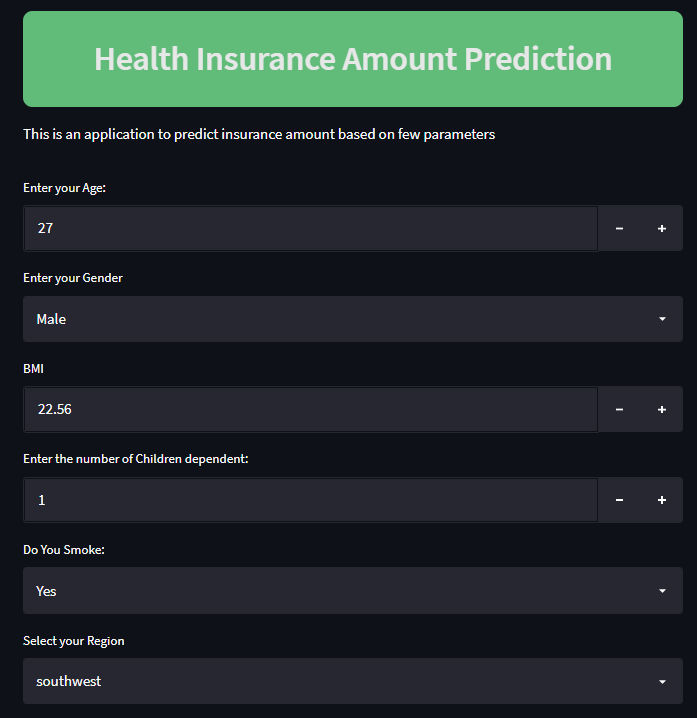 Health Insurance Amount Prediction
This is an application to predict insurance amount based on few parameters
Enter your Age:
27 − +
Enter your Gender
Male
BMI
22.56 − +
Enter the number of Children dependent:
1 − +
Do You Smoke:
Yes
Select your Region
southwest